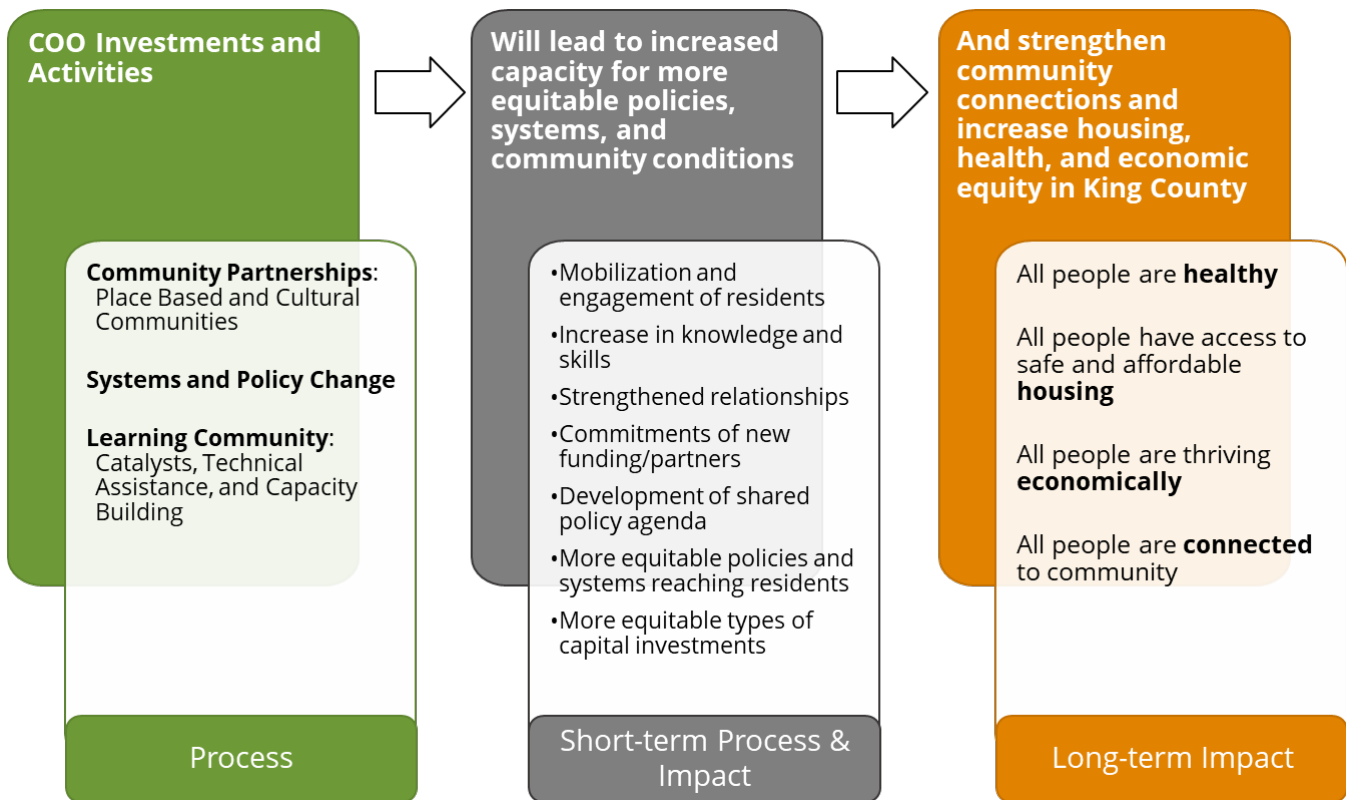 COO Investments and
Activities
Community Partnerships:
Place Based and Cultural
Communities
Systems and Policy Change
Learning Community:
Catalysts, Technical
Assistance, and Capacity
Building
Process
Will lead to increased
capacity for more
equitable policies,
systems, and
community conditions
•Mobilization and
engagement of residents
•Increase in knowledge and
skills
•Strengthened relationships
•Commitments of new
funding/partners
•Development of shared
policy agenda
•More equitable policies and
systems reaching residents
•More equitable types of
capital investments
Short-term Process &
Impact
And strengthen
community
connections and
increase housing,
health, and economic
equity in King County
All people are healthy
All people have access to
safe and affordable
housing
All people are thriving
economically
All people are connected
to community
Long-term Impact